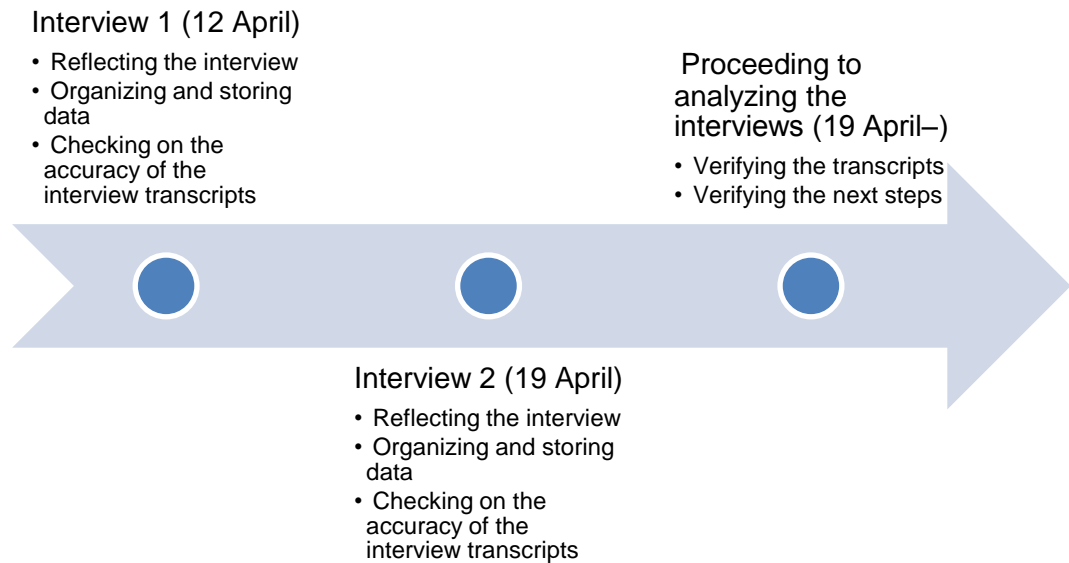 Interview 1 (12 April)
• Reflecting the interview
• Organizing and storing
data
• Checking on the
accuracy of the
interview transcripts
Proceeding to
analyzing the
interviews (19 April–)
• Verifying the transcripts
• Verifying the next steps
Interview 2 (19 April)
• Reflecting the interview
• Organizing and storing
data
• Checking on the
accuracy of the
interview transcripts